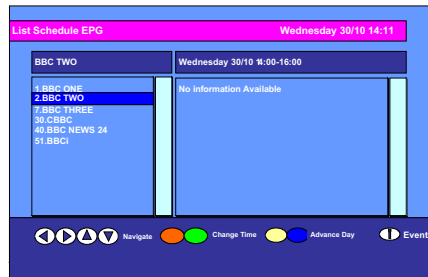 List Schedule EPG Wednesday 30/10 14:11
BBC TWO Wednesday 30/10 14:00-16:00
1.BBC ONE No information Available
2.BBC TWO
7.BBC THREE
30.CBBC
40.BBC NEWS 24
51.BBCi
Navigate Change Time Advance Day Event